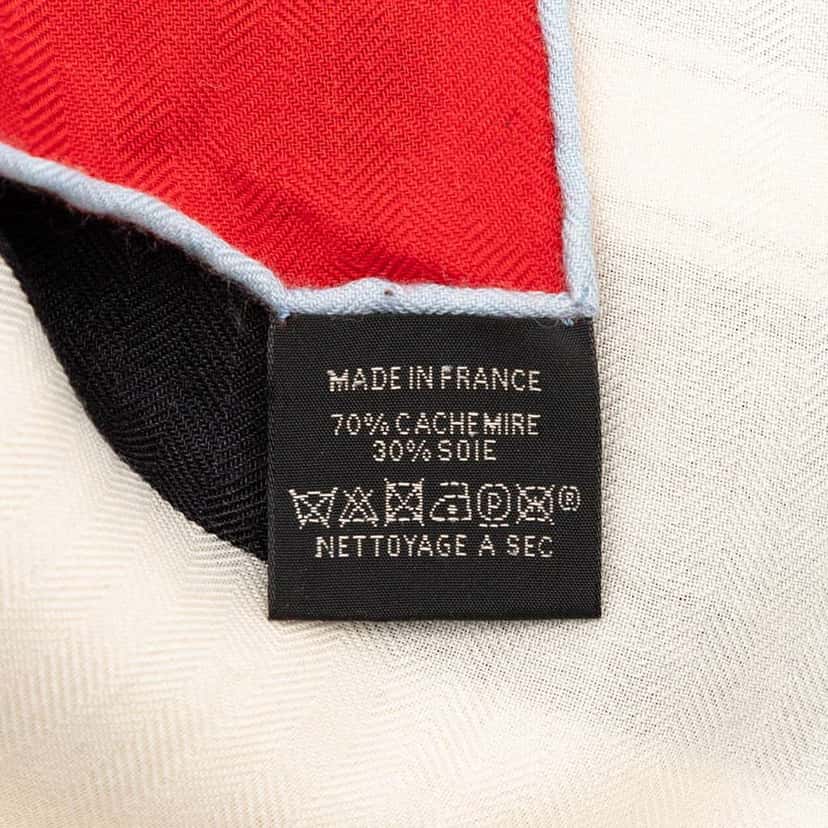 MADE IN FRANCE
70% CACHEMIRE
30% SOIE
P ®
NETTOYAGE A SEC